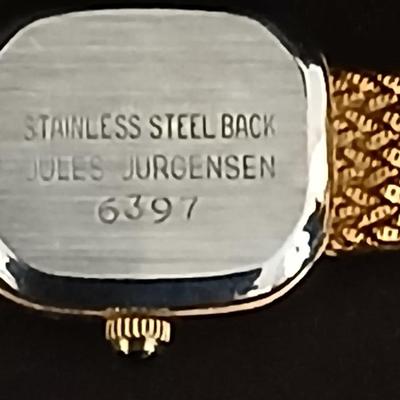 STAINLESS STEEL BACK
JULES JURGENSEN
6397